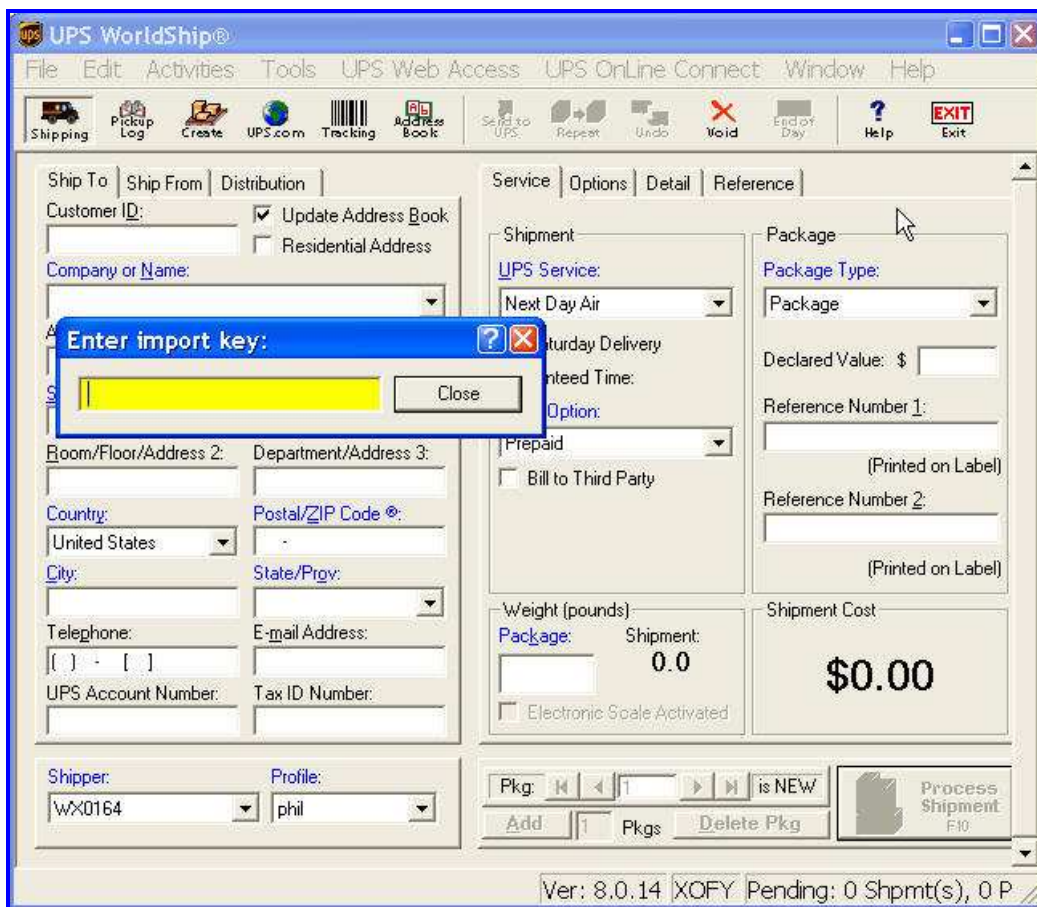 ups UPS WorldShip®
File Edit Activities Tools UPS Web Access UPS OnLine Connect Window Help
Shipping Pickup Log Create UPS.com Tracking Address Book Send to UPS Repeat Undo Void End of Day Help EXIT Exit
Ship To Ship From Distribution
Customer ID:
Update Address Book
Residential Address
Company or Name:
Enter import key:
Close
Room/Floor/Address 2: Department/Address 3:
Country: Postal/ZIP Code ®:
United States -
City: State/Prov:
Telephone: E-mail Address:
( ) - [ ]
UPS Account Number: Tax ID Number:
Shipper: Profile:
WX0164 phil
Service Options Detail Reference
Shipment
UPS Service:
Next Day Air
turday Delivery
nteed Time:
Option:
Prepaid
Bill to Third Party
Package
Package Type:
Package
Declared Value: $
Reference Number 1:
(Printed on Label)
Reference Number 2:
(Printed on Label)
Weight (pounds)
Package: Shipment:
0.0
Electronic Scale Activated
Shipment Cost
$0.00
Pkg: 1 is NEW
Add 1 Pkgs Delete Pkg
Process Shipment
F10
Ver: 8.0.14 XOFY Pending: 0 Shpmt(s), 0 P